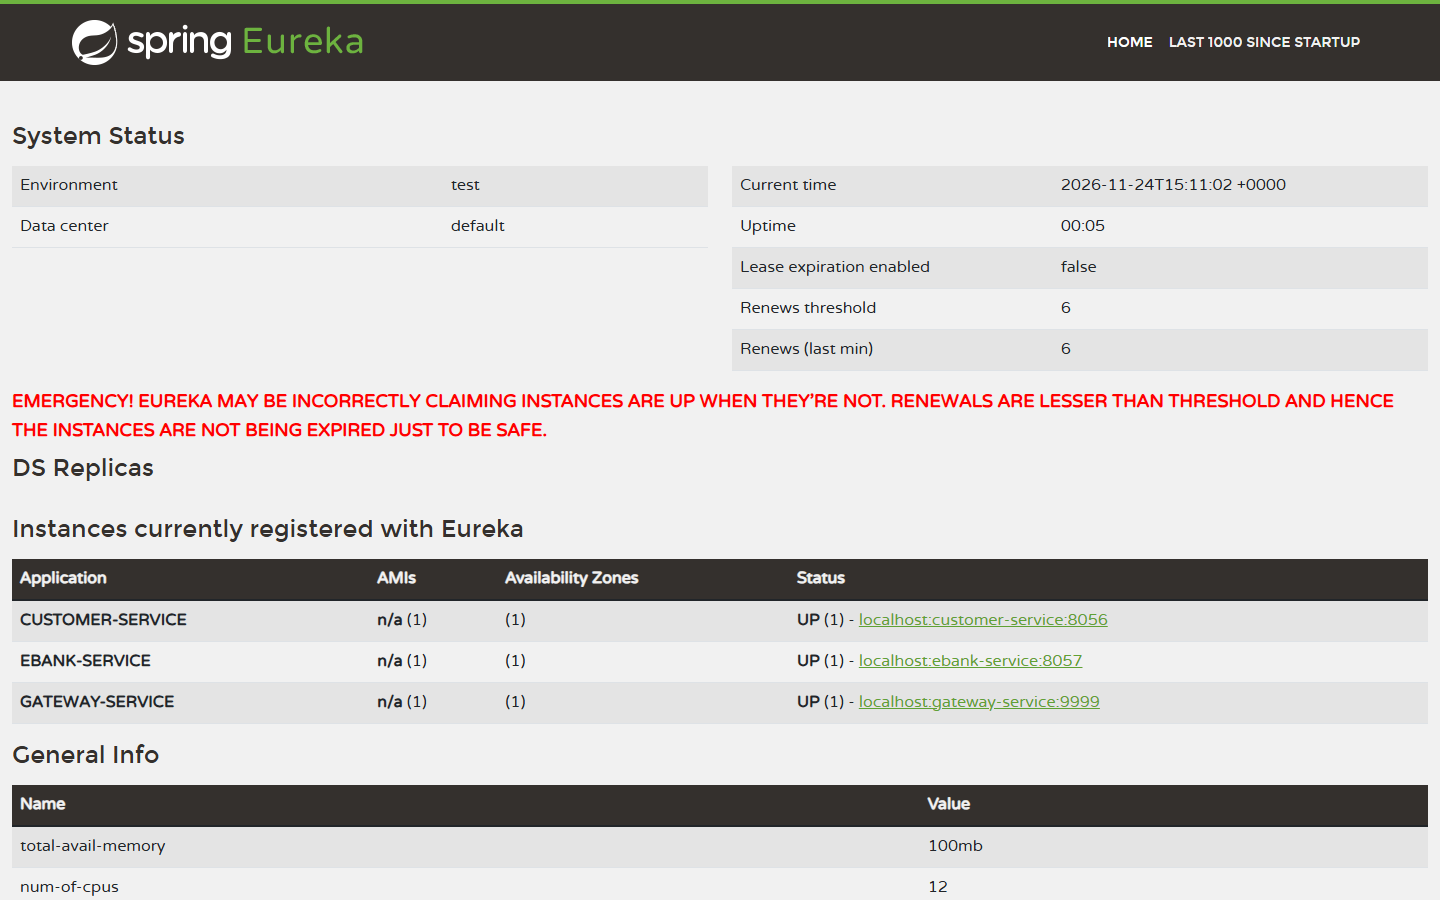 spring Eureka
HOME LAST 1000 SINCE STARTUP
System Status
Environment test
Data center default
Current time 2026-11-24T15:11:02 +0000
Uptime 00:05
Lease expiration enabled false
Renews threshold 6
Renews (last min) 6
EMERGENCY! EUREKA MAY BE INCORRECTLY CLAIMING INSTANCES ARE UP WHEN THEY'RE NOT. RENEWALS ARE LESSER THAN THRESHOLD AND HENCE
THE INSTANCES ARE NOT BEING EXPIRED JUST TO BE SAFE.
DS Replicas
Instances currently registered with Eureka
Application AMIs Availability Zones Status
CUSTOMER-SERVICE n/a (1) (1) UP (1) - localhost:customer-service:8056
EBANK-SERVICE n/a (1) (1) UP (1) - localhost:ebank-service:8057
GATEWAY-SERVICE n/a (1) (1) UP (1) - localhost:gateway-service:9999
General Info
Name Value
total-avail-memory 100mb
num-of-cpus 12